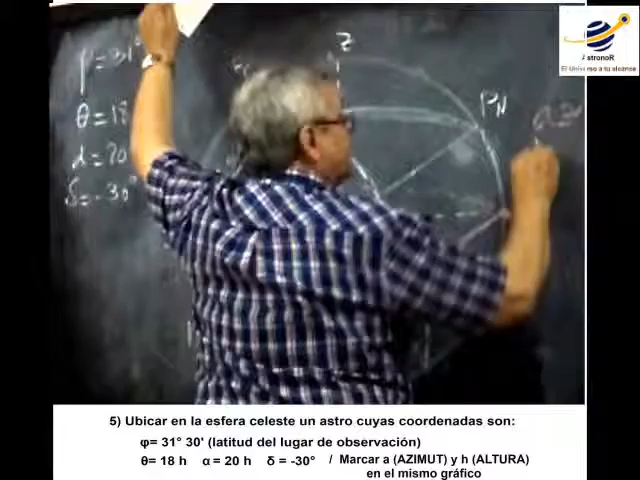 φ=31°
θ=18
α=20
δ=-30°
Z
PN
AstronoR
El Universo a tu alcance
5) Ubicar en la esfera celeste un astro cuyas coordenadas son:
φ= 31° 30' (latitud del lugar de observación)
θ= 18 h α = 20 h δ = -30° / Marcar a (AZIMUT) y h (ALTURA)
en el mismo gráfico